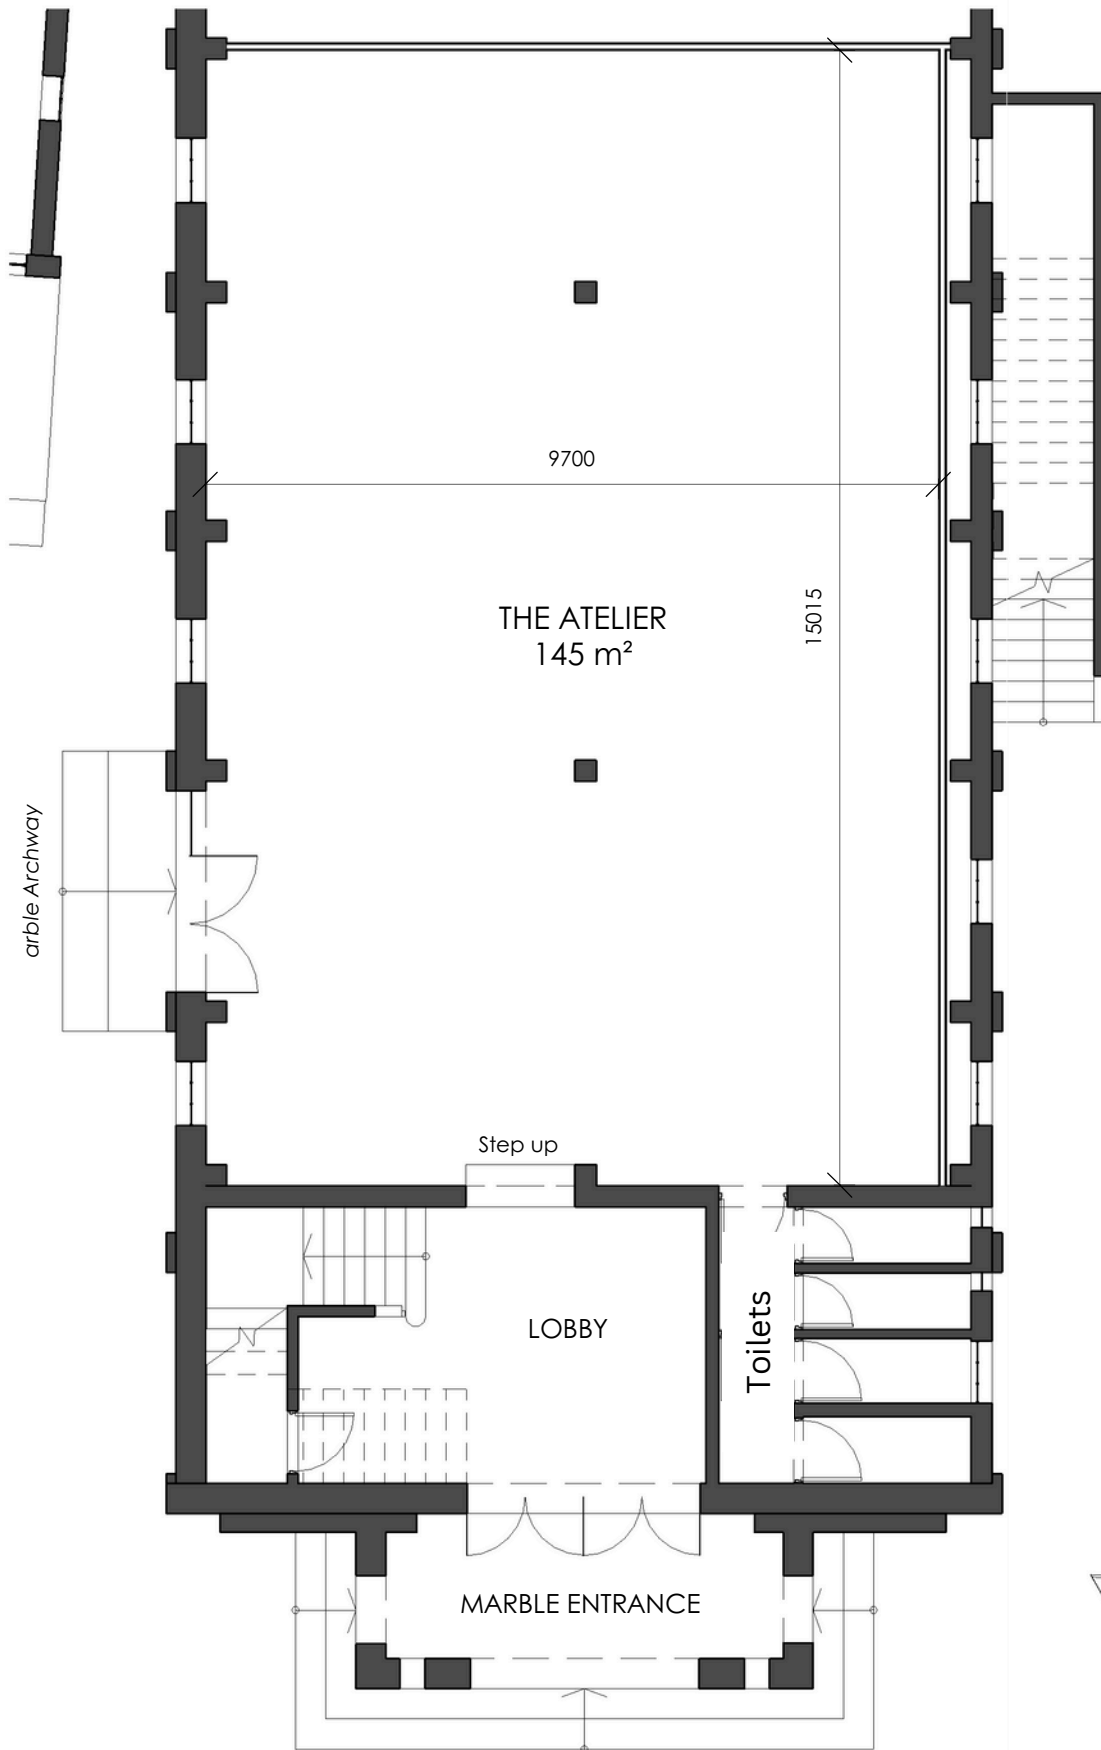 9700
THE ATELIER
145 m²
15015
arble Archway
Step up
LOBBY
Toilets
MARBLE ENTRANCE